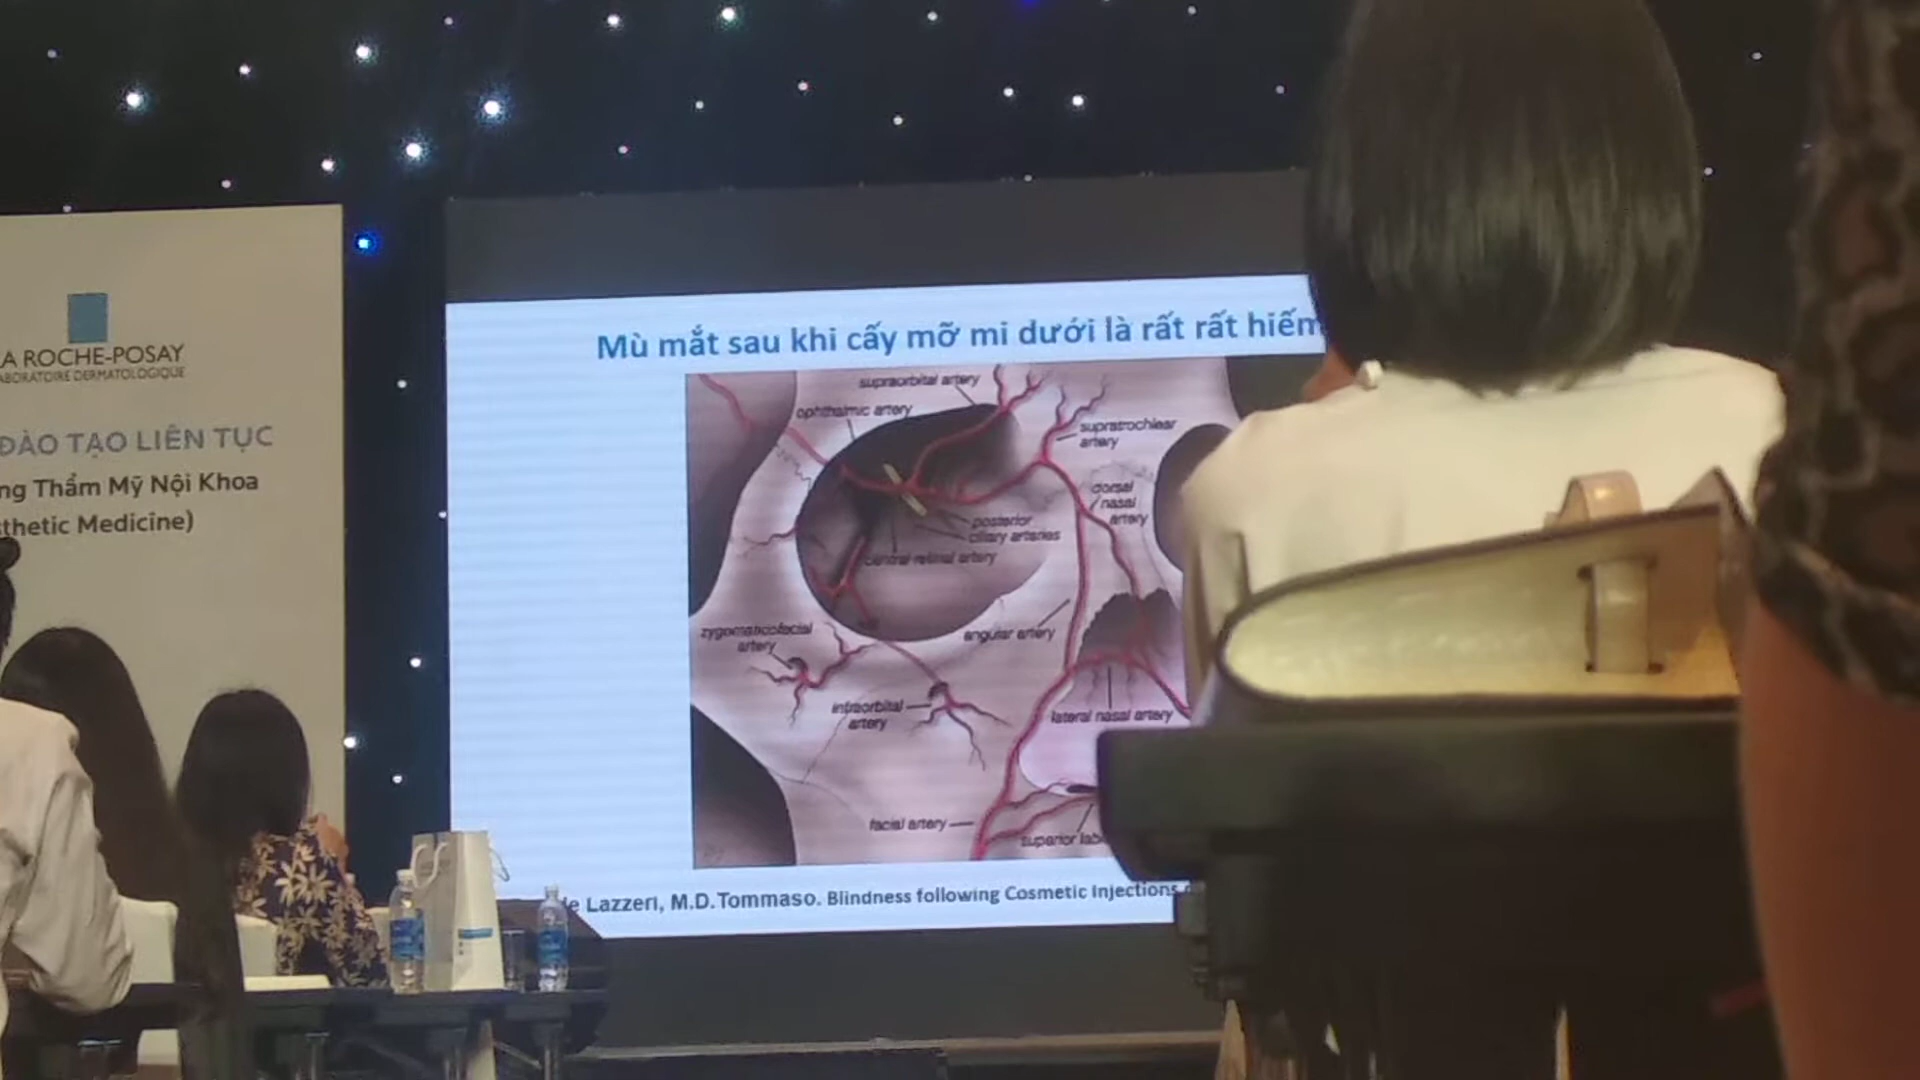 A ROCHE-POSAY
ABORATOIRE DERMATOLOGIQUE
ĐÀO TẠO LIÊN TỤC
ng Thẩm Mỹ Nội Khoa
sthetic Medicine)
Mù mắt sau khi cấy mỡ mi dưới là rất rất hiếm
supraorbital artery
ophthalmic artery
supratrochlear
artery
dorsal
nasal
artery
posterior
ciliary arteries
central retinal artery
zygomaticofacial
artery
angular artery
infraorbital
artery
lateral nasal artery
facial artery
superior lab
le Lazzeri, M.D.Tommaso. Blindness following Cosmetic Injections